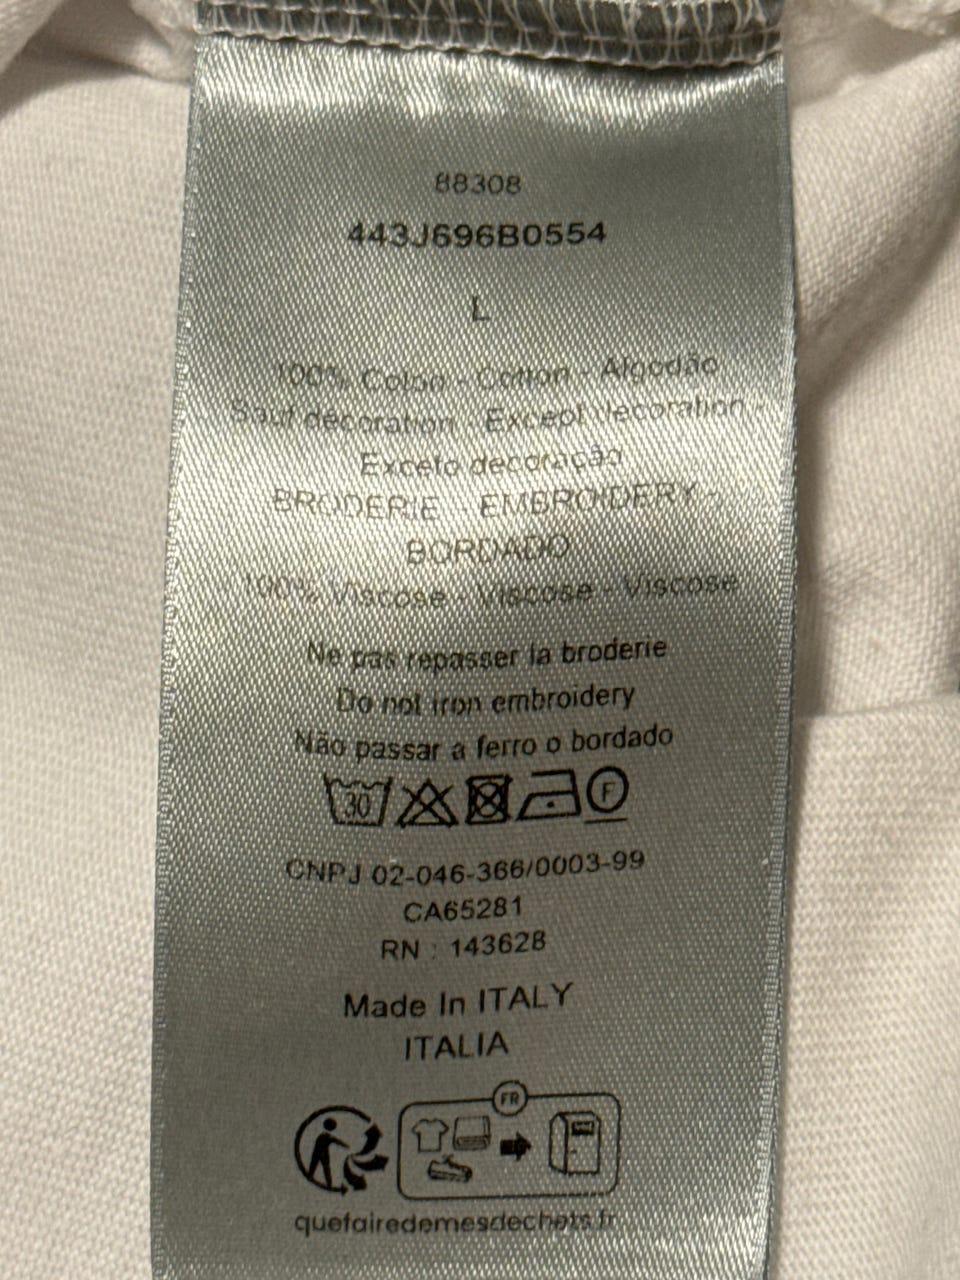 88308
443J696B0554
L
100% Coton - Cotton - Algodão
Sauf décoration - Except decoration -
Exceto decoração
BRODERIE - EMBROIDERY -
BORDADO
100% Viscose - Viscose - Viscose
Ne pas repasser la broderie
Do not iron embroidery
Não passar a ferro o bordado
30 F
CNPJ 02-046-366/0003-99
CA65281
RN : 143628
Made In ITALY
ITALIA
FR
quefairedemesdechets.fr